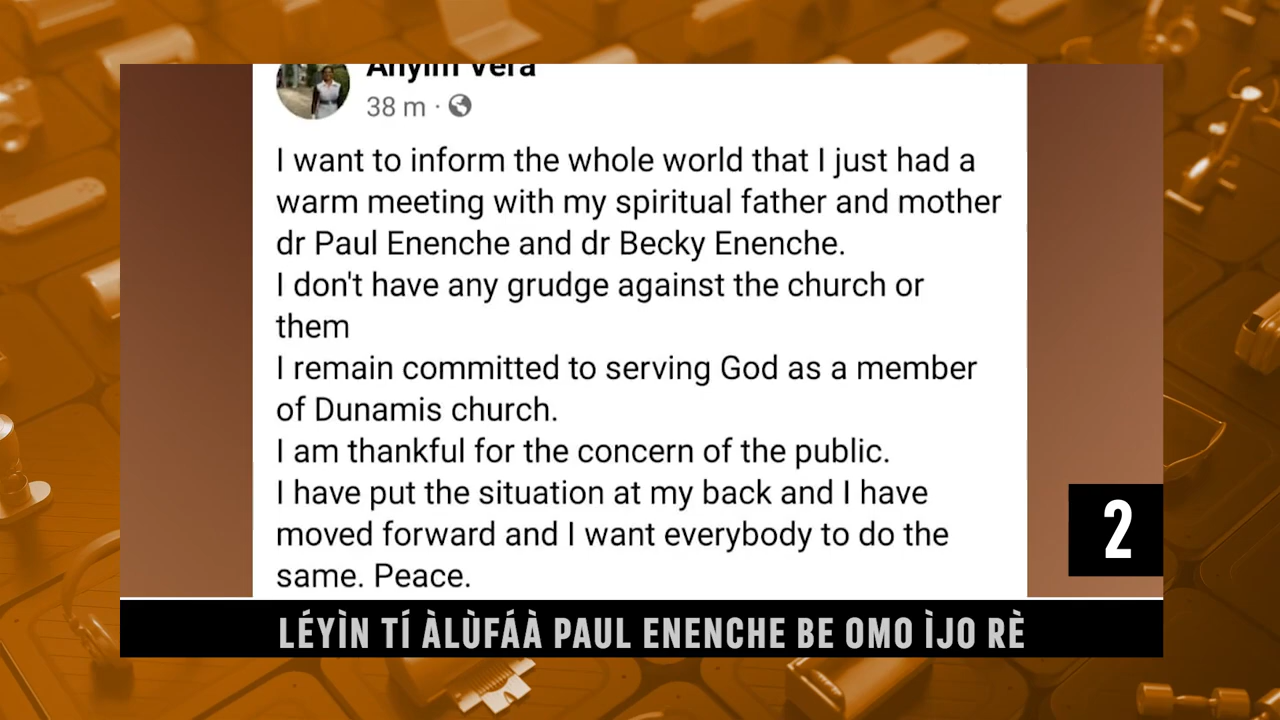 Anyim Vera
38 m ·
I want to inform the whole world that I just had a
warm meeting with my spiritual father and mother
dr Paul Enenche and dr Becky Enenche.
I don't have any grudge against the church or
them
I remain committed to serving God as a member
of Dunamis church.
I am thankful for the concern of the public.
I have put the situation at my back and I have
moved forward and I want everybody to do the
same. Peace.
2
LÉYÌN TÍ ÀLÙFÁÀ PAUL ENENCHE BE OMO ÌJO RÈ